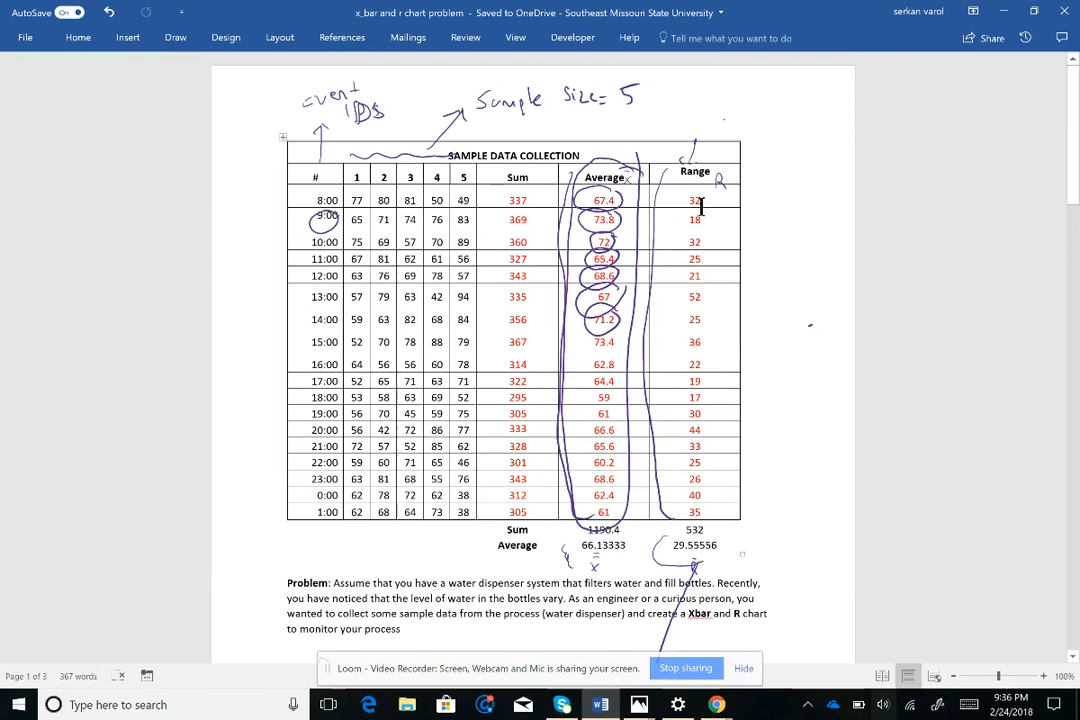 AutoSave On x_bar and r chart problem - Saved to OneDrive - Southeast Missouri State University serkan varol
File Home Insert Draw Design Layout References Mailings Review View Developer Help Tell me what you want to do Share
Event IDs
Sample Size= 5
SAMPLE DATA COLLECTION
# 1 2 3 4 5 Sum Average x̄ Range R
8:00 77 80 81 50 49 337 67.4 32
9:00 65 71 74 76 83 369 73.8 18
10:00 75 69 57 70 89 360 72 32
11:00 67 81 62 61 56 327 65.4 25
12:00 63 76 69 78 57 343 68.6 21
13:00 57 79 63 42 94 335 67 52
14:00 59 63 82 68 84 356 71.2 25
15:00 52 70 78 88 79 367 73.4 36
16:00 64 56 56 60 78 314 62.8 22
17:00 52 65 71 63 71 322 64.4 19
18:00 53 58 63 69 52 295 59 17
19:00 56 70 45 59 75 305 61 30
20:00 56 42 72 86 77 333 66.6 44
21:00 72 57 52 85 62 328 65.6 33
22:00 59 60 71 65 46 301 60.2 25
23:00 63 81 68 55 76 343 68.6 26
0:00 62 78 72 62 38 312 62.4 40
1:00 62 68 64 73 38 305 61 35
Sum 1190.4 532
Average 66.13333 29.55556
Problem: Assume that you have a water dispenser system that filters water and fill bottles. Recently,
you have noticed that the level of water in the bottles vary. As an engineer or a curious person, you
wanted to collect some sample data from the process (water dispenser) and create a Xbar and R chart
to monitor your process
Loom – Video Recorder: Screen, Webcam and Mic is sharing your screen. Stop sharing Hide
Page 1 of 3 367 words 100%
Type here to search
9:36 PM
2/24/2018